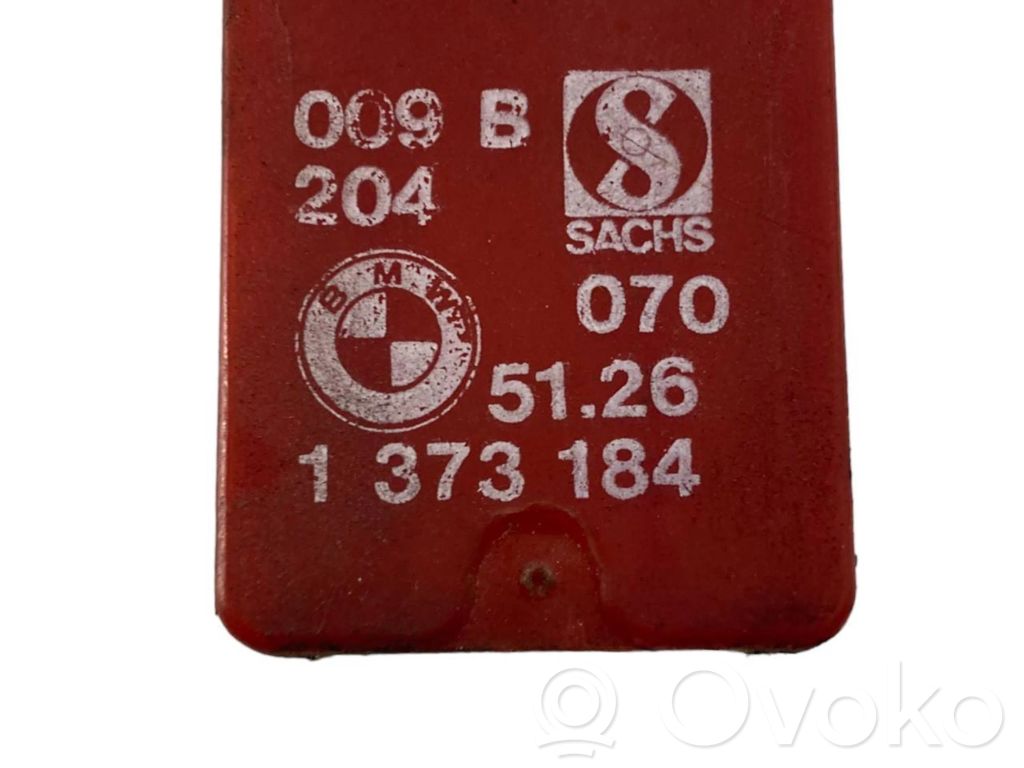 009 B
204
SACHS
BMW
070
51.26
1 373 184
Ovoko